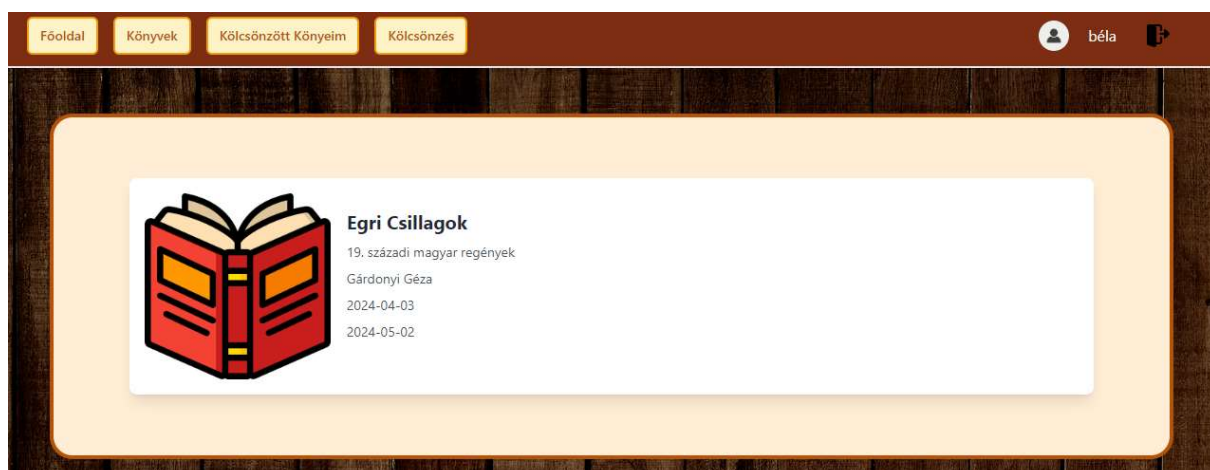 Főoldal Könyvek Kölcsönzött Könyeim Kölcsönzés béla
Egri Csillagok
19. századi magyar regények
Gárdonyi Géza
2024-04-03
2024-05-02